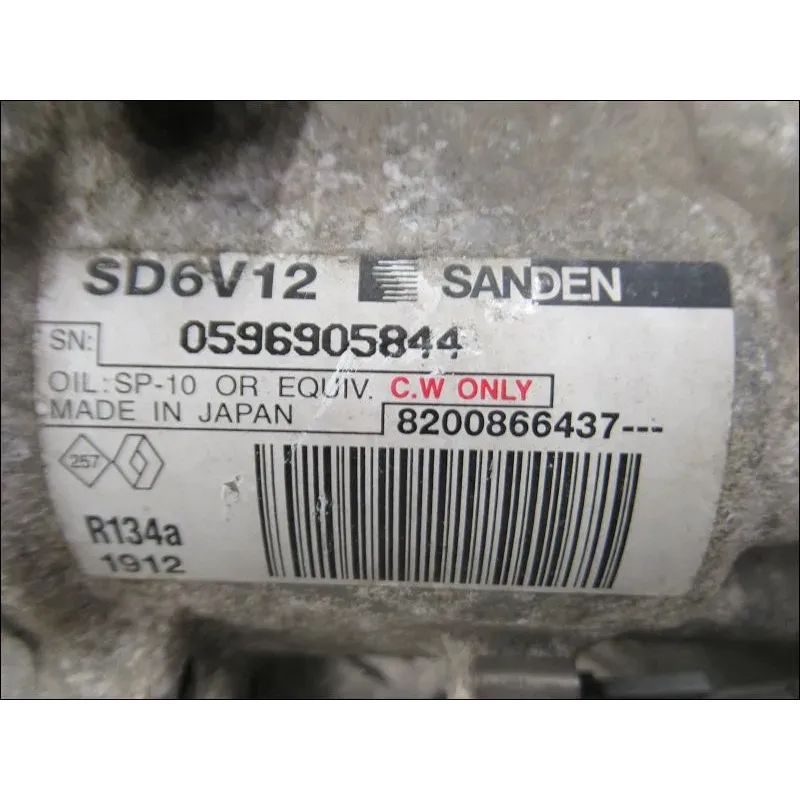 SD6V12 SANDEN
SN: 0596905844
OIL:SP-10 OR EQUIV. C.W ONLY
MADE IN JAPAN 8200866437---
257
R134a
1912